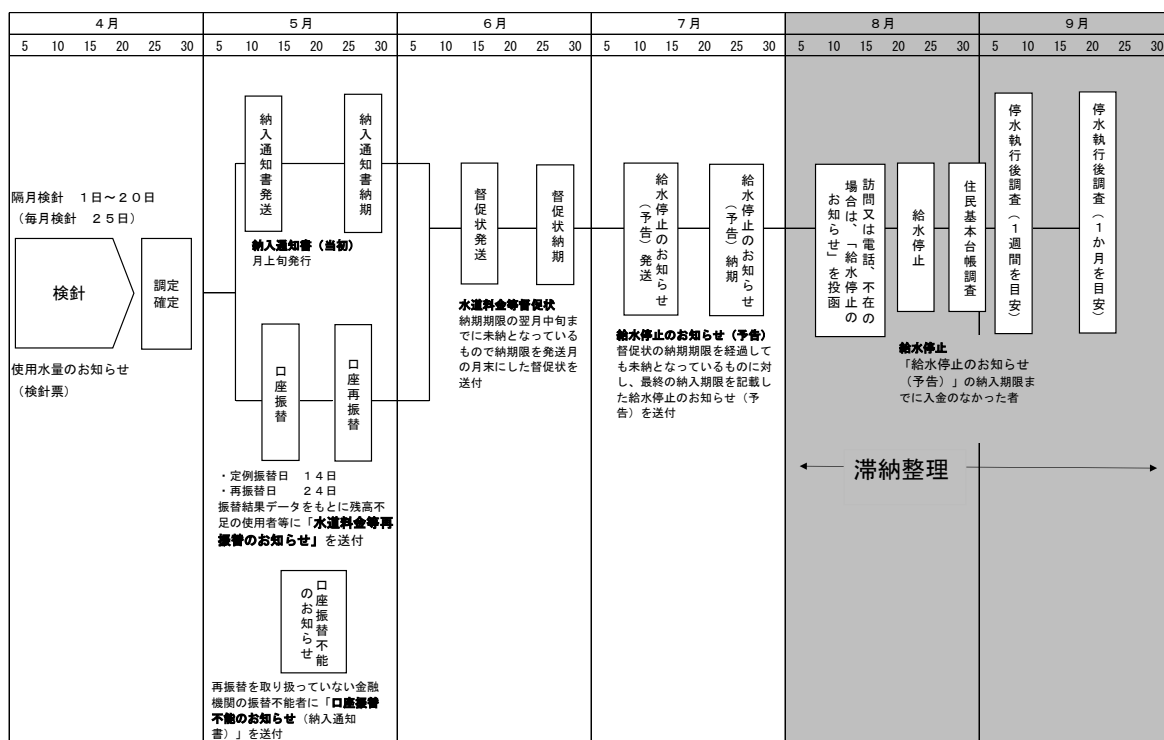 ４月
５月
６月
７月
８月
９月
5 10 15 20 25 30
5 10 15 20 25 30
5 10 15 20 25 30
5 10 15 20 25 30
5 10 15 20 25 30
5 10 15 20 25 30
隔月検針　１日～２０日
（毎月検針　２５日）
検針
調定
確定
使用水量のお知らせ
（検針票）
納入通知書発送
納入通知書納期
納入通知書（当初）
月上旬発行
口座振替
口座再振替
・定例振替日　１４日
・再振替日　　２４日
振替結果データをもとに残高不
足の使用者等に「水道料金等再
振替のお知らせ」を送付
口座振替不能
のお知らせ
再振替を取り扱っていない金融
機関の振替不能者に「口座振替
不能のお知らせ（納入通知
書）」を送付
督促状発送
督促状納期
水道料金等督促状
納期期限の翌月中旬ま
でに未納となっている
もので納期限を発送月
の月末にした督促状を
送付
給水停止のお知らせ
（予告）発送
給水停止のお知らせ
（予告）納期
給水停止のお知らせ（予告）
督促状の納期期限を経過して
も未納となっているものに対
し、最終の納入期限を記載し
た給水停止のお知らせ（予
告）を送付
訪問又は電話、不在の
場合は、「給水停止の
お知らせ」を投函
給水停止
住民基本台帳調査
給水停止
「給水停止のお知らせ
（予告）」の納入期限ま
でに入金のなかった者
停水執行後調査（１週間を目安）
停水執行後調査（１か月を目安）
滞納整理